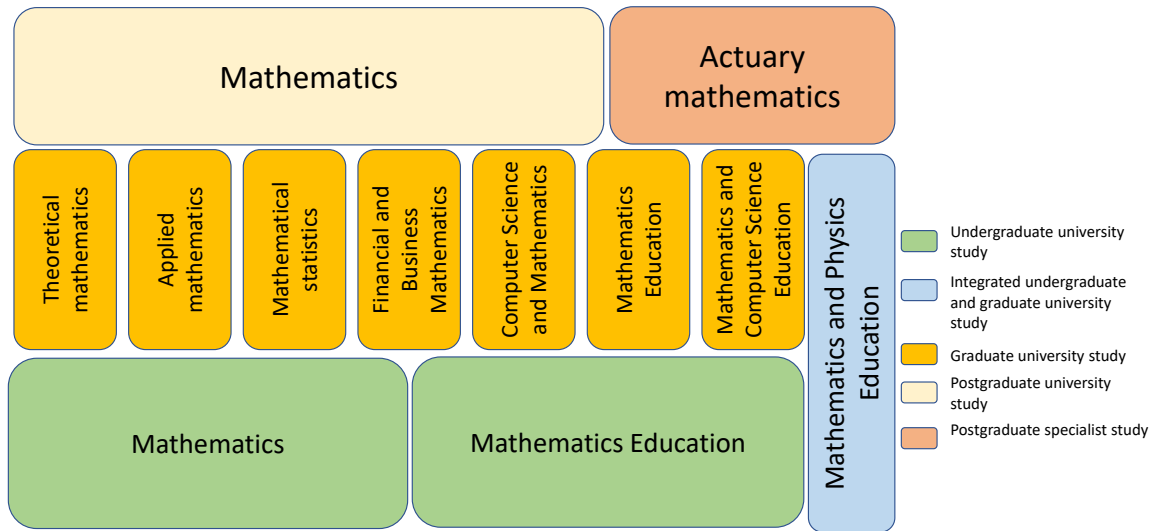 Mathematics
Actuary
mathematics
Theoretical
mathematics
Applied
mathematics
Mathematical
statistics
Financial and
Business
Mathematics
Computer Science
and Mathematics
Mathematics
Education
Mathematics and
Computer Science
Education
Mathematics and Physics
Education
Mathematics
Mathematics Education
Undergraduate university
study
Integrated undergraduate
and graduate university
study
Graduate university study
Postgraduate university
study
Postgraduate specialist study